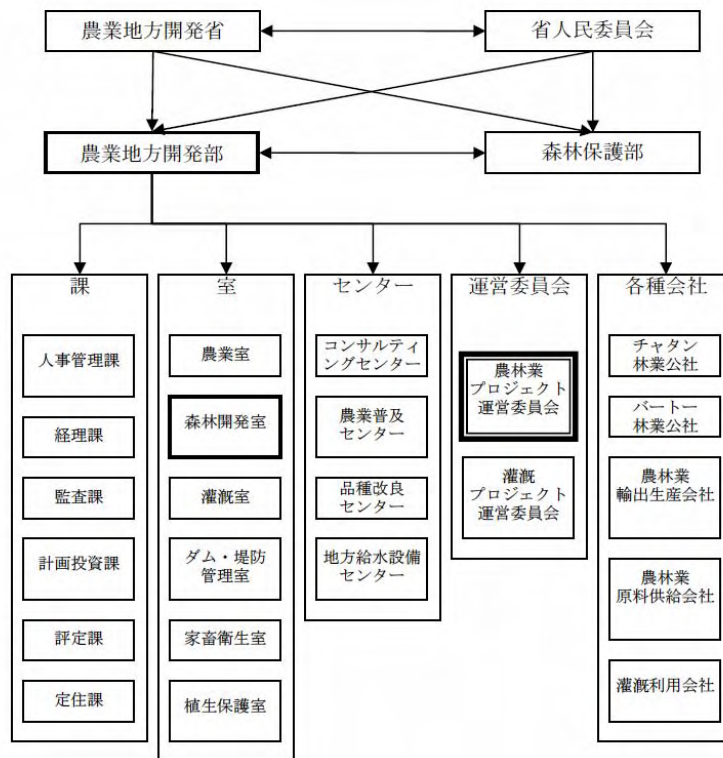 農業地方開発省
省人民委員会
農業地方開発部
森林保護部
課
人事管理課
経理課
監査課
計画投資課
評定課
定住課
室
農業室
森林開発室
灌漑室
ダム・堤防
管理室
家畜衛生室
植生保護室
センター
コンサルティ
ングセンター
農業普及
センター
品種改良
センター
地方給水設備
センター
運営委員会
農林業
プロジェクト
運営委員会
灌漑
プロジェクト
運営委員会
各種会社
チャタン
林業公社
バートー
林業公社
農林業
輸出生産会社
農林業
原料供給会社
灌漑利用会社